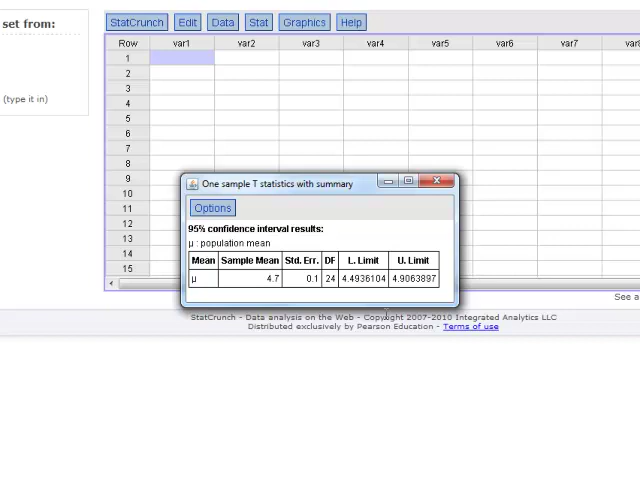 set from:
(type it in)
StatCrunch Edit Data Stat Graphics Help
Row var1 var2 var3 var4 var5 var6 var7
1
2
3
4
5
6
7
8
9
10
11
12
13
14
15
One sample T statistics with summary
Options
95% confidence interval results:
μ : population mean
Mean Sample Mean Std. Err. DF L. Limit U. Limit
μ 4.7 0.1 24 4.4936104 4.9063897
See a
StatCrunch - Data analysis on the Web - Copyright 2007-2010 Integrated Analytics LLC
Distributed exclusively by Pearson Education - Terms of use